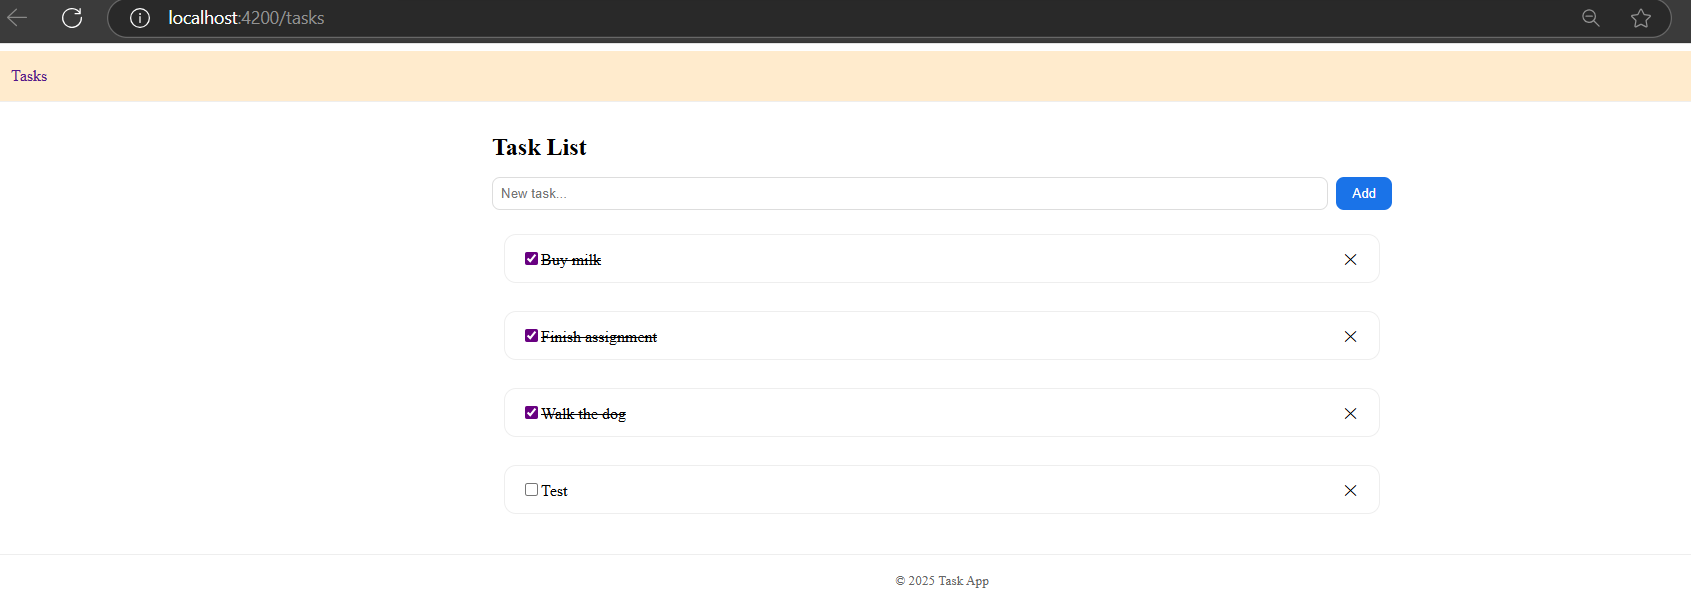 localhost:4200/tasks
Tasks
Task List
New task... Add
Buy milk
Finish assignment
Walk the dog
Test
© 2025 Task App